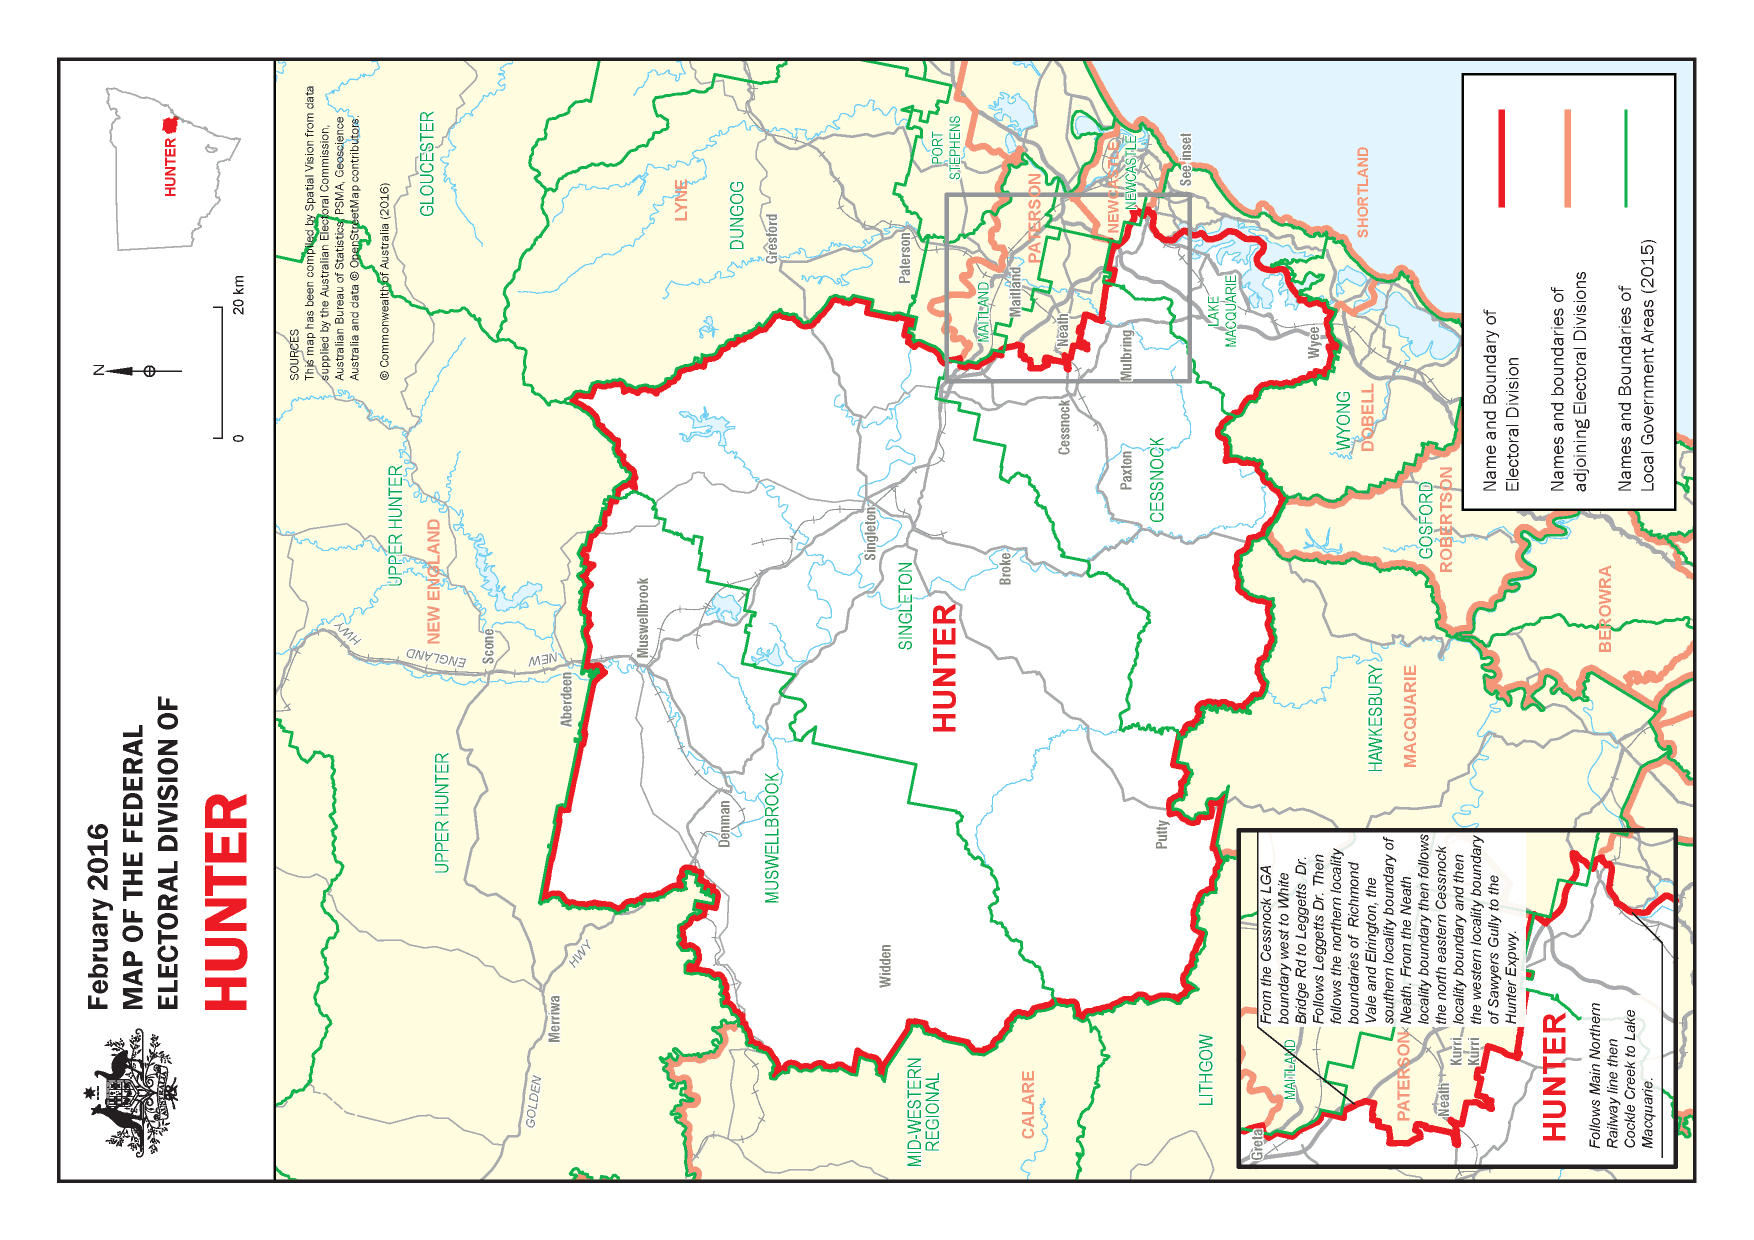 February 2016
MAP OF THE FEDERAL
ELECTORAL DIVISION OF
HUNTER
N
0
20 km
HUNTER
SOURCES
This map has been compiled by Spatial Vision from data
supplied by the Australian Electoral Commission,
Australian Bureau of Statistics, PSMA, Geoscience
Australia and data © OpenStreetMap contributors.
© Commonwealth of Australia (2016)
GLOUCESTER
UPPER HUNTER
NEW ENGLAND
HWY
ENGLAND
NEW
Scone
UPPER HUNTER
Aberdeen
Merriwa
GOLDEN
HWY
LYNE
DUNGOG
Gresford
Paterson
PORT
STEPHENS
Muswellbrook
Denman
MUSWELLBROOK
Widden
Singleton
SINGLETON
HUNTER
Broke
MAITLAND
Maitland
PATERSON
Neath
NEWCASTLE
NEWCASTLE
See inset
Mulbring
Cessnock
Paxton
CESSNOCK
LAKE
MACQUARIE
Wyee
SHORTLAND
WYONG
DOBELL
GOSFORD
ROBERTSON
BEROWRA
HAWKESBURY
MACQUARIE
Putty
MID-WESTERN
REGIONAL
CALARE
LITHGOW
Name and Boundary of
Electoral Division
Names and boundaries of
adjoining Electoral Divisions
Names and Boundaries of
Local Government Areas (2015)
From the Cessnock LGA
boundary west to White
Bridge Rd to Leggetts Dr.
Follows Leggetts Dr. Then
follows the northern locality
boundaries of Richmond
Vale and Elrington, the
southern locality boundary of
Neath. From the Neath
locality boundary then follows
the north eastern Cessnock
locality boundary and then
the western locality boundary
of Sawyers Gully to the
Hunter Expwy.
Greta
MAITLAND
PATERSON
Neath
Kurri
Kurri
HUNTER
Follows Main Northern
Railway line then
Cockle Creek to Lake
Macquarie.